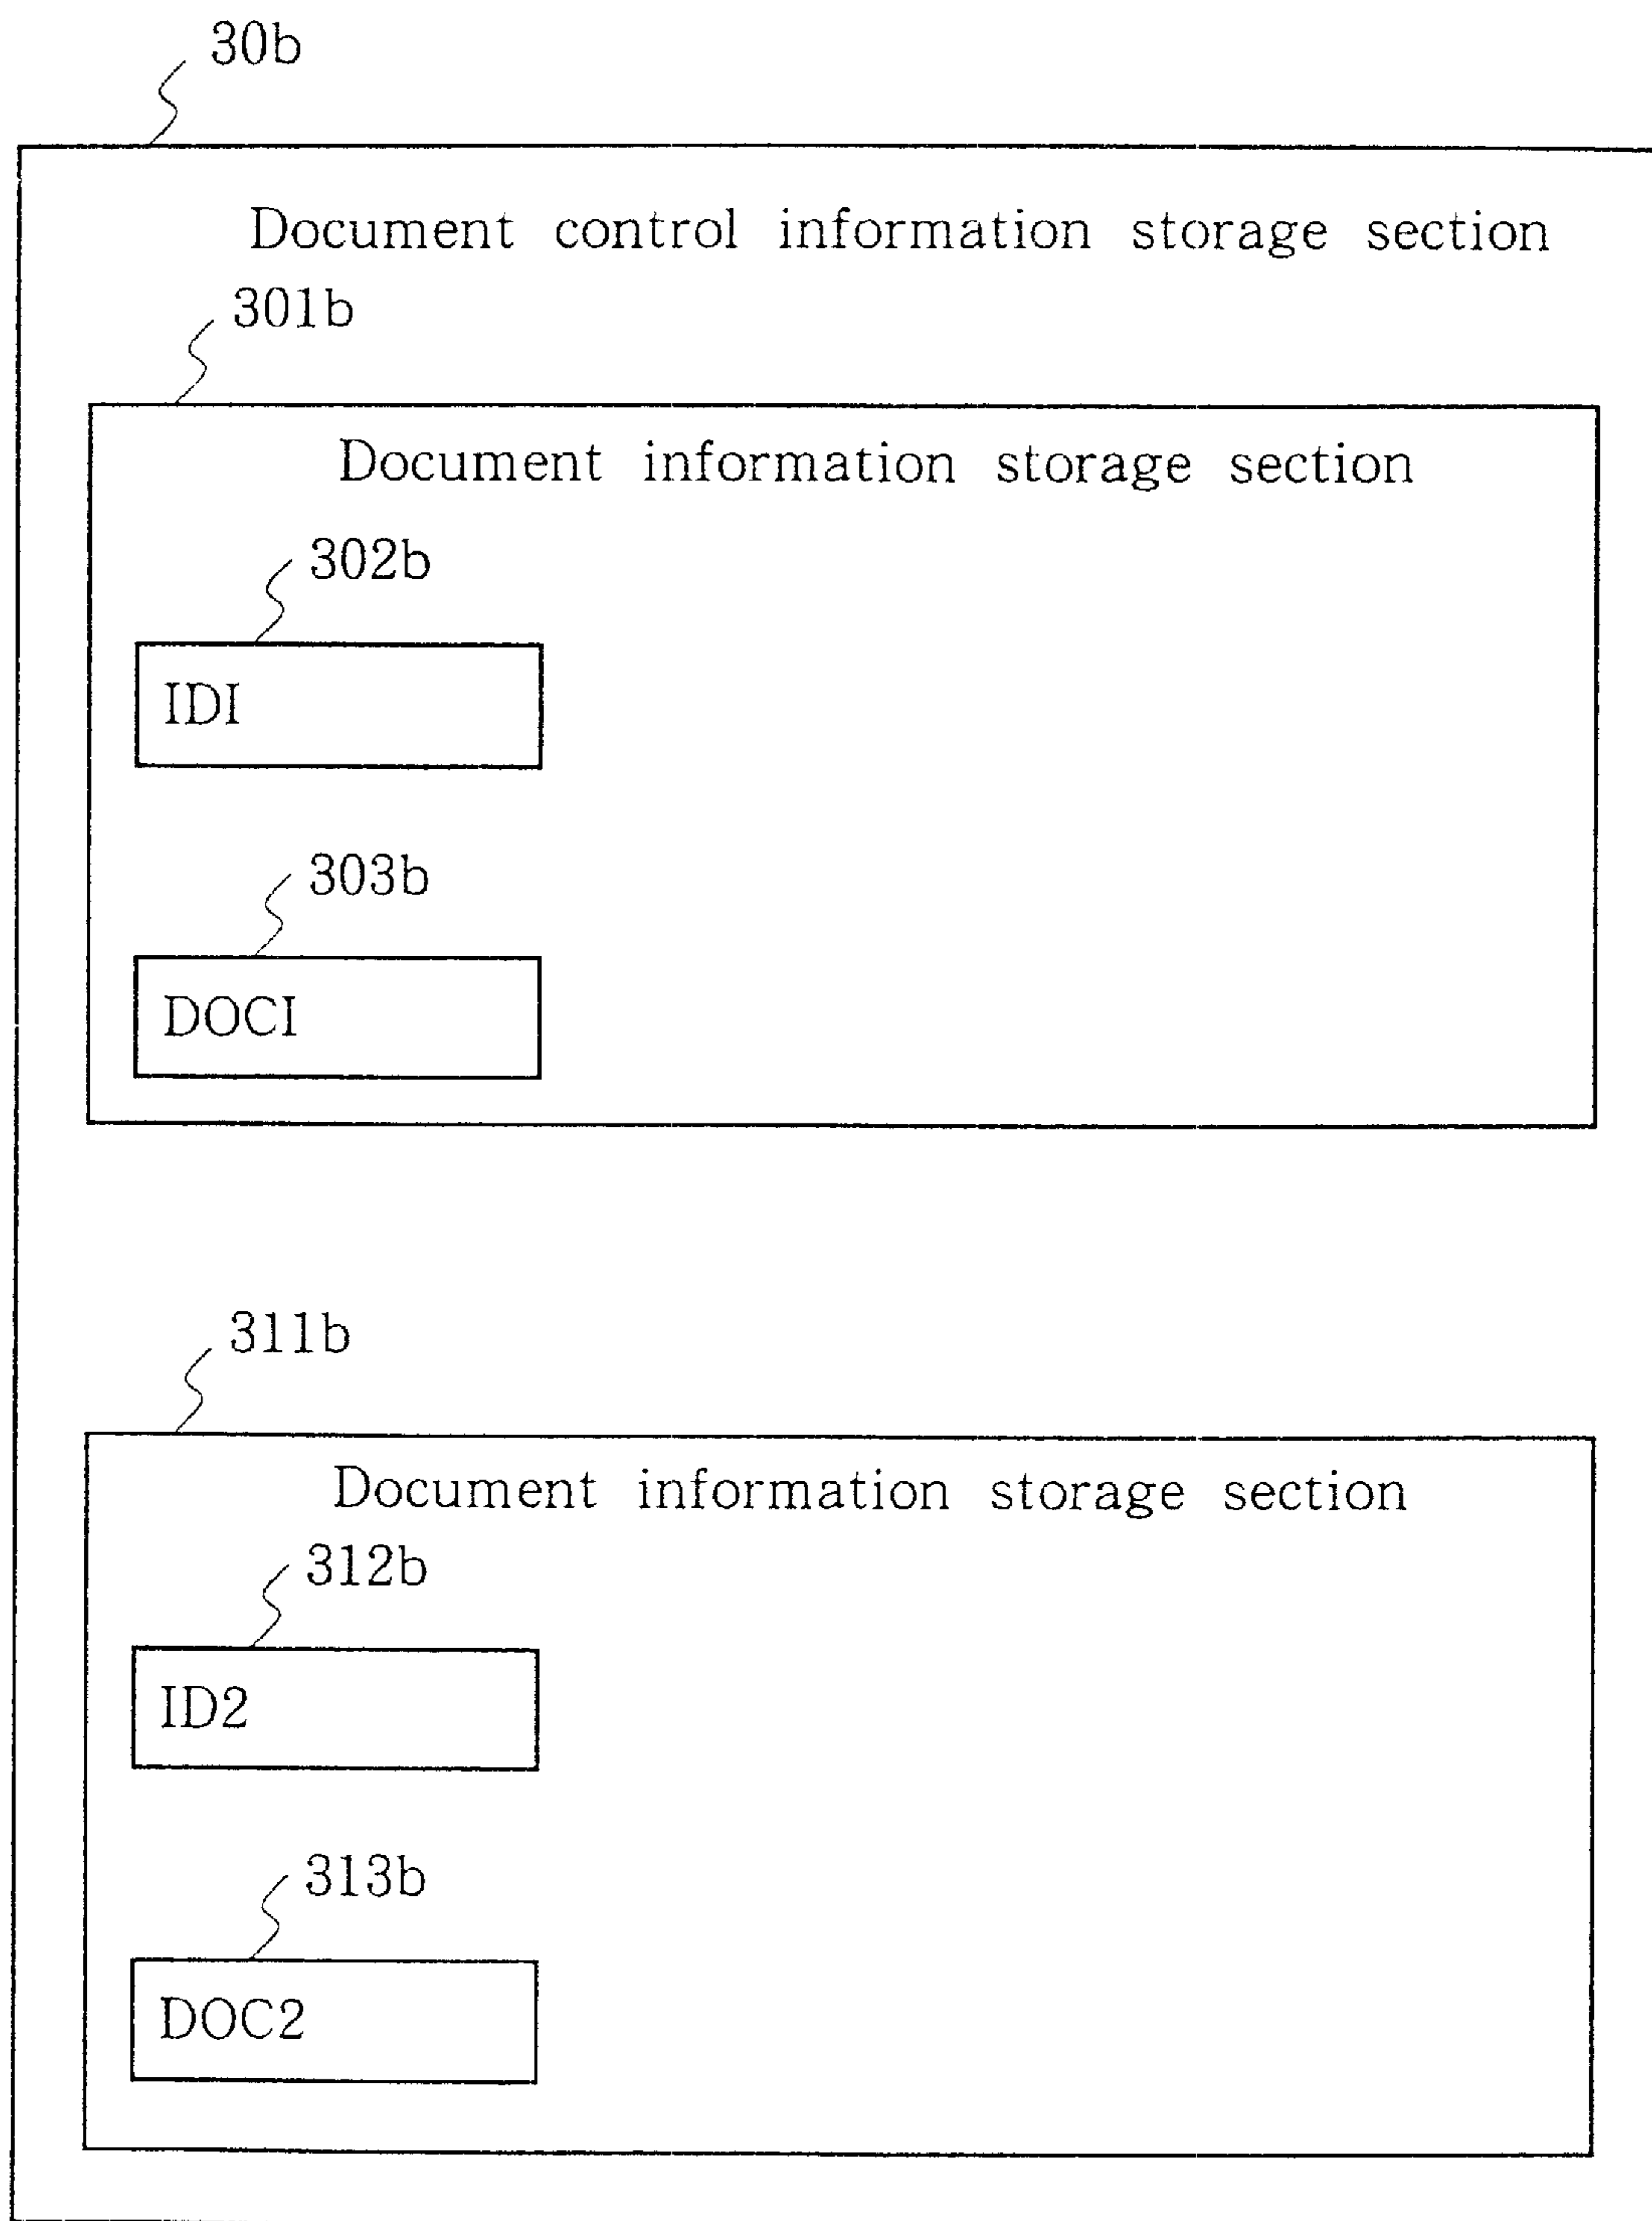 30b
Document control information storage section
301b
Document information storage section
302b
IDI
303b
DOCI
311b
Document information storage section
312b
ID2
313b
DOC2